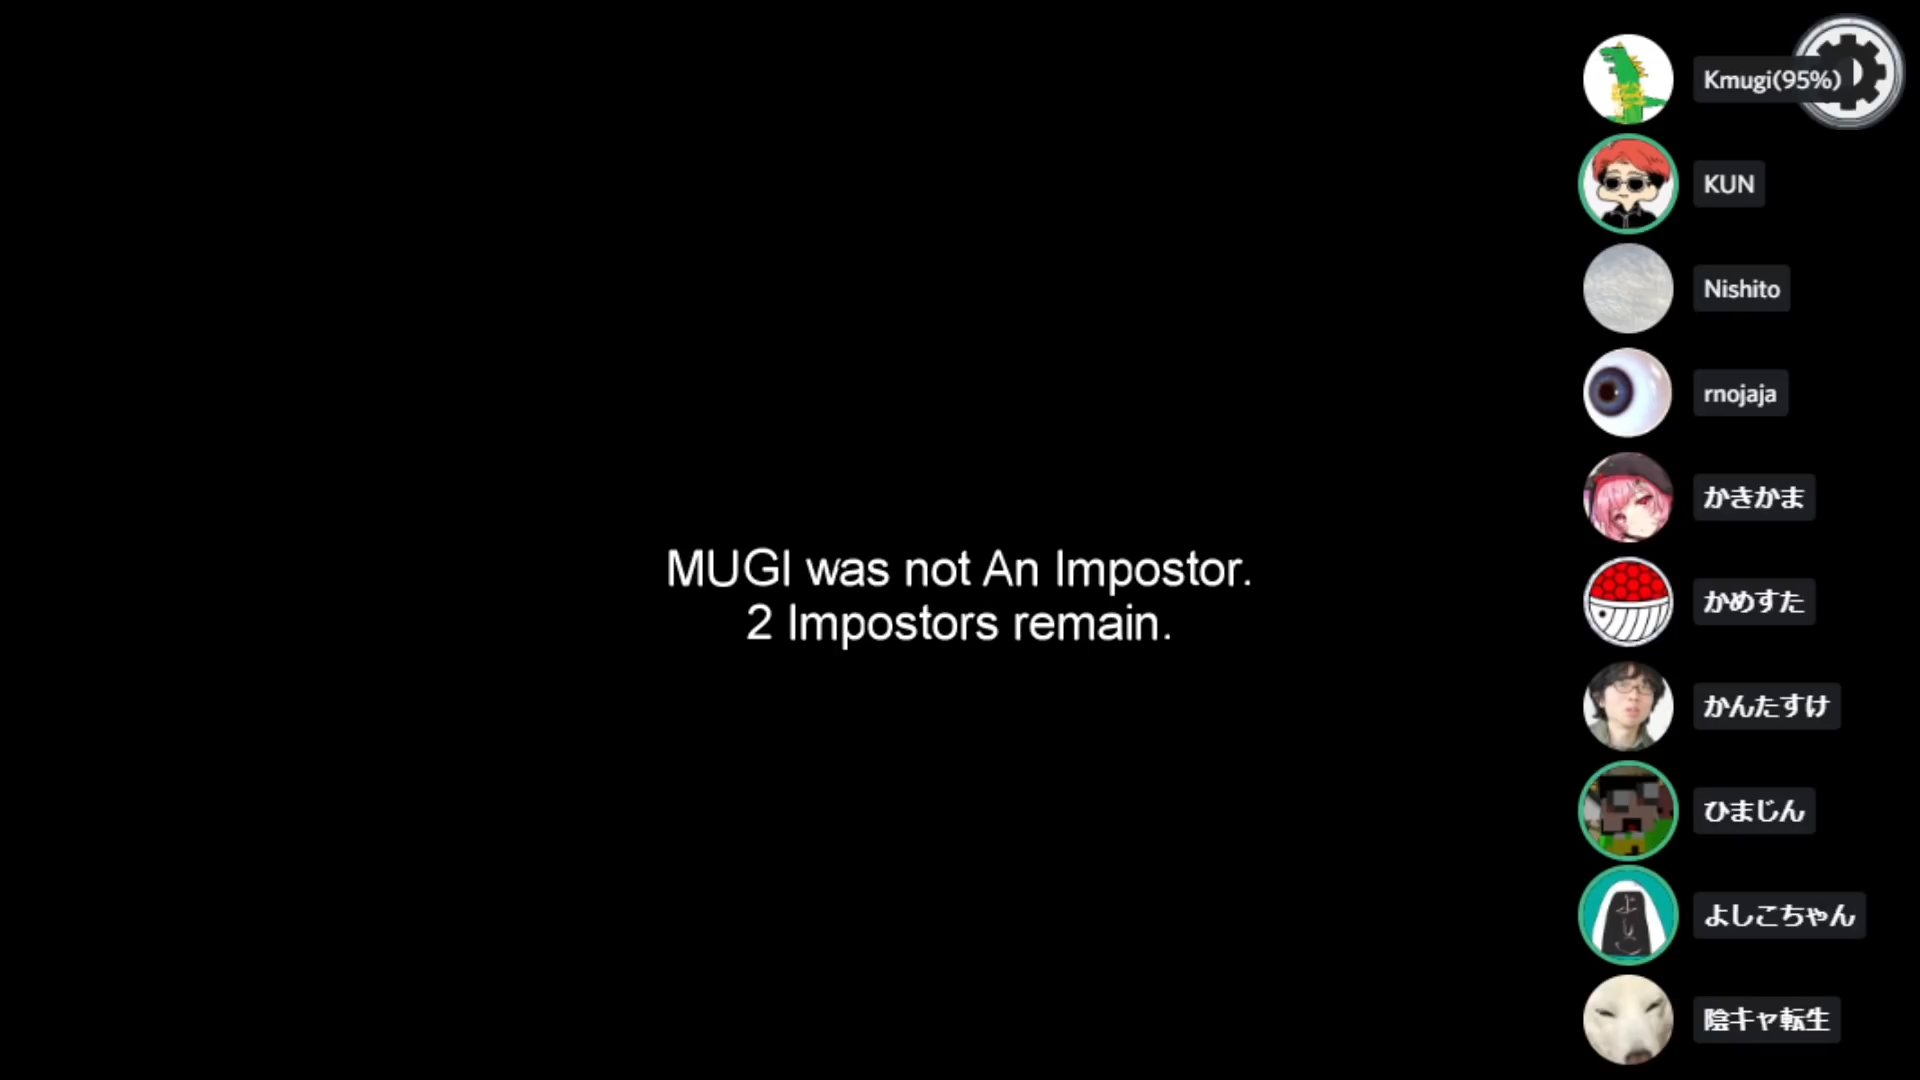 Kmugi(95%)
KUN
Nishito
rnojaja
かきかま
MUGI was not An Impostor.
2 Impostors remain.
かめすた
かんたすけ
ひまじん
よしこちゃん
陰キャ転生